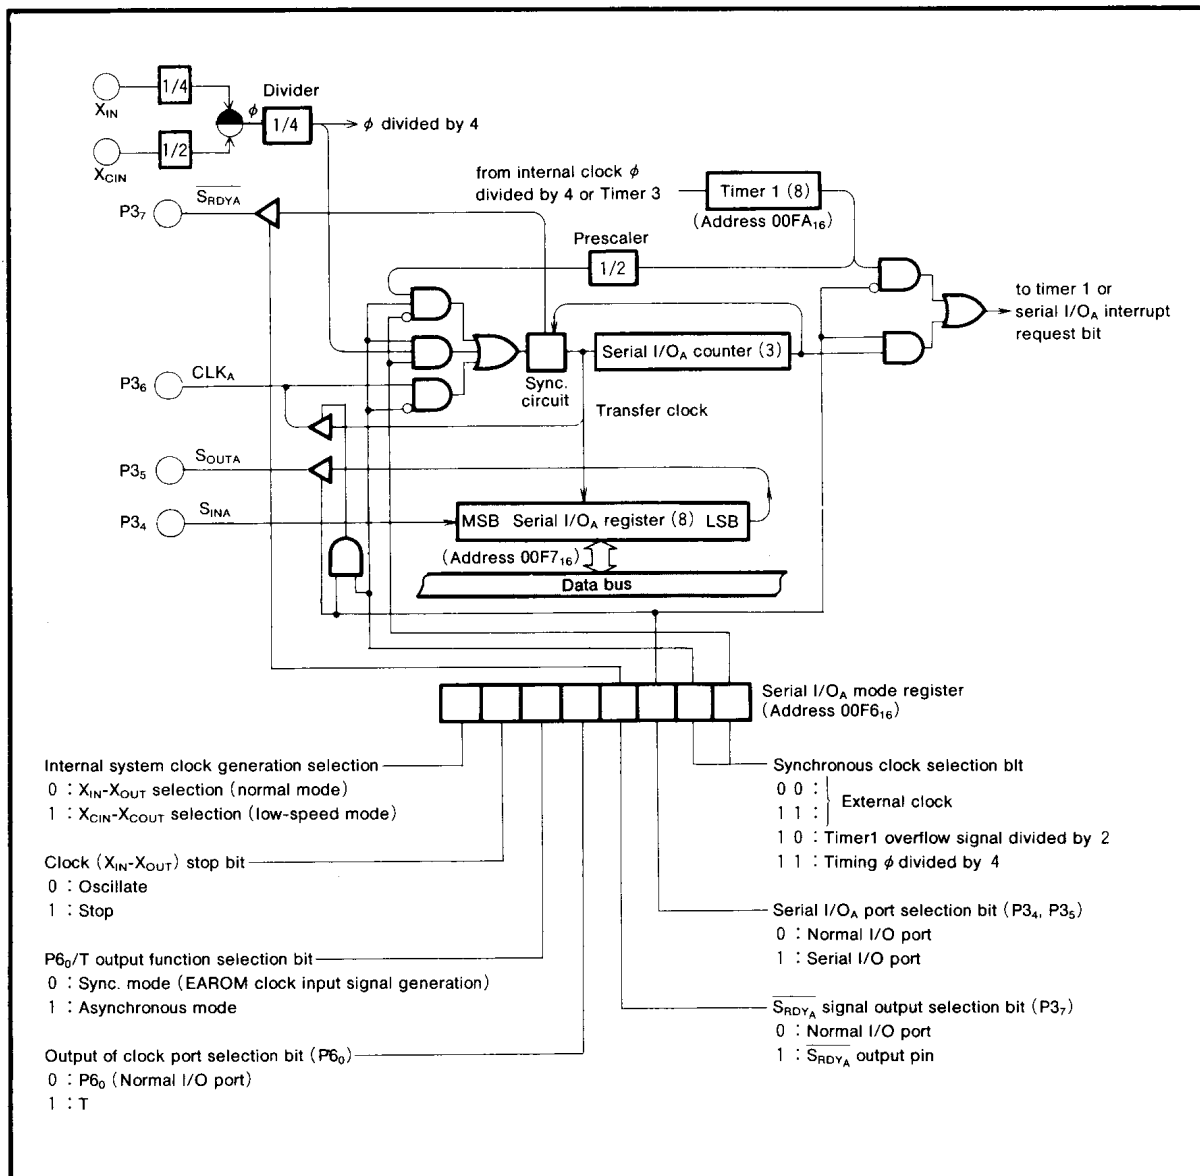 X_IN
1/4
Divider
ϕ
1/4
ϕ divided by 4
X_CIN
1/2
from internal clock ϕ
divided by 4 or Timer 3
Timer 1 (8)
(Address 00FA₁₆)
P3₇
S̅_R̅D̅Y̅A̅
Prescaler
1/2
to timer 1 or
serial I/O_A interrupt
request bit
Serial I/O_A counter (3)
Sync.
circuit
P3₆
CLK_A
Transfer clock
P3₅
S_OUTA
P3₄
S_INA
MSB Serial I/O_A register (8) LSB
(Address 00F7₁₆)
Data bus
Serial I/O_A mode register
(Address 00F6₁₆)
Internal system clock generation selection
0 : X_IN-X_OUT selection (normal mode)
1 : X_CIN-X_COUT selection (low-speed mode)
Clock (X_IN-X_OUT) stop bit
0 : Oscillate
1 : Stop
P6₀/T output function selection bit
0 : Sync. mode (EAROM clock input signal generation)
1 : Asynchronous mode
Output of clock port selection bit (P6₀)
0 : P6₀ (Normal I/O port)
1 : T
Synchronous clock selection bIt
0 0 :
1 1 :
External clock
1 0 : Timer1 overflow signal divided by 2
1 1 : Timing ϕ divided by 4
Serial I/O_A port selection bit (P3₄, P3₅)
0 : Normal I/O port
1 : Serial I/O port
S̅_R̅D̅Y̅A̅ signal output selection bit (P3₇)
0 : Normal I/O port
1 : S̅_R̅D̅Y̅A̅ output pin